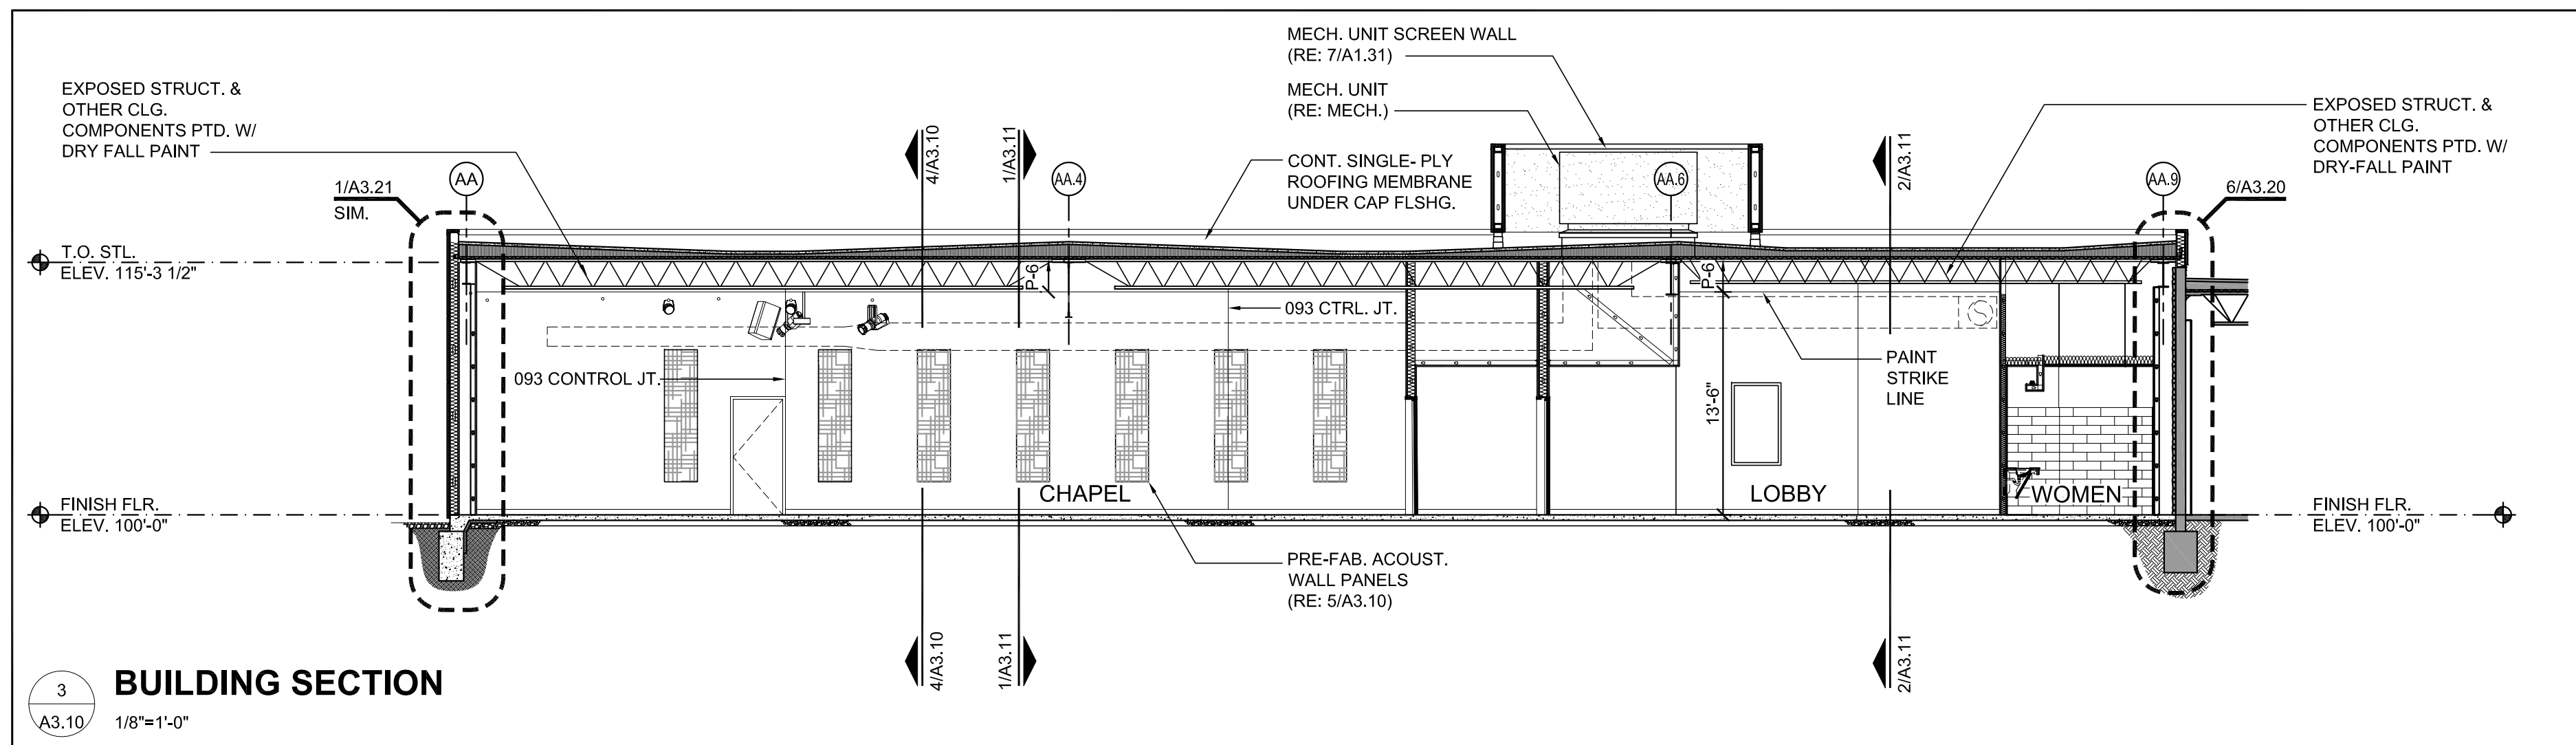 MECH. UNIT SCREEN WALL
(RE: 7/A1.31)
EXPOSED STRUCT. &
OTHER CLG.
COMPONENTS PTD. W/
DRY FALL PAINT
MECH. UNIT
(RE: MECH.)
EXPOSED STRUCT. &
OTHER CLG.
COMPONENTS PTD. W/
DRY-FALL PAINT
4/A3.10
1/A3.11
2/A3.11
CONT. SINGLE- PLY
ROOFING MEMBRANE
UNDER CAP FLSHG.
1/A3.21
SIM.
AA
AA.4
AA.6
AA.9
6/A3.20
T.O. STL.
ELEV. 115'-3 1/2"
P-6
P-6
093 CTRL. JT.
093 CONTROL JT.
PAINT
STRIKE
LINE
13'-6"
S
CHAPEL
LOBBY
WOMEN
FINISH FLR.
ELEV. 100'-0"
FINISH FLR.
ELEV. 100'-0"
PRE-FAB. ACOUST.
WALL PANELS
(RE: 5/A3.10)
4/A3.10
1/A3.11
2/A3.11
3
A3.10
BUILDING SECTION
1/8"=1'-0"